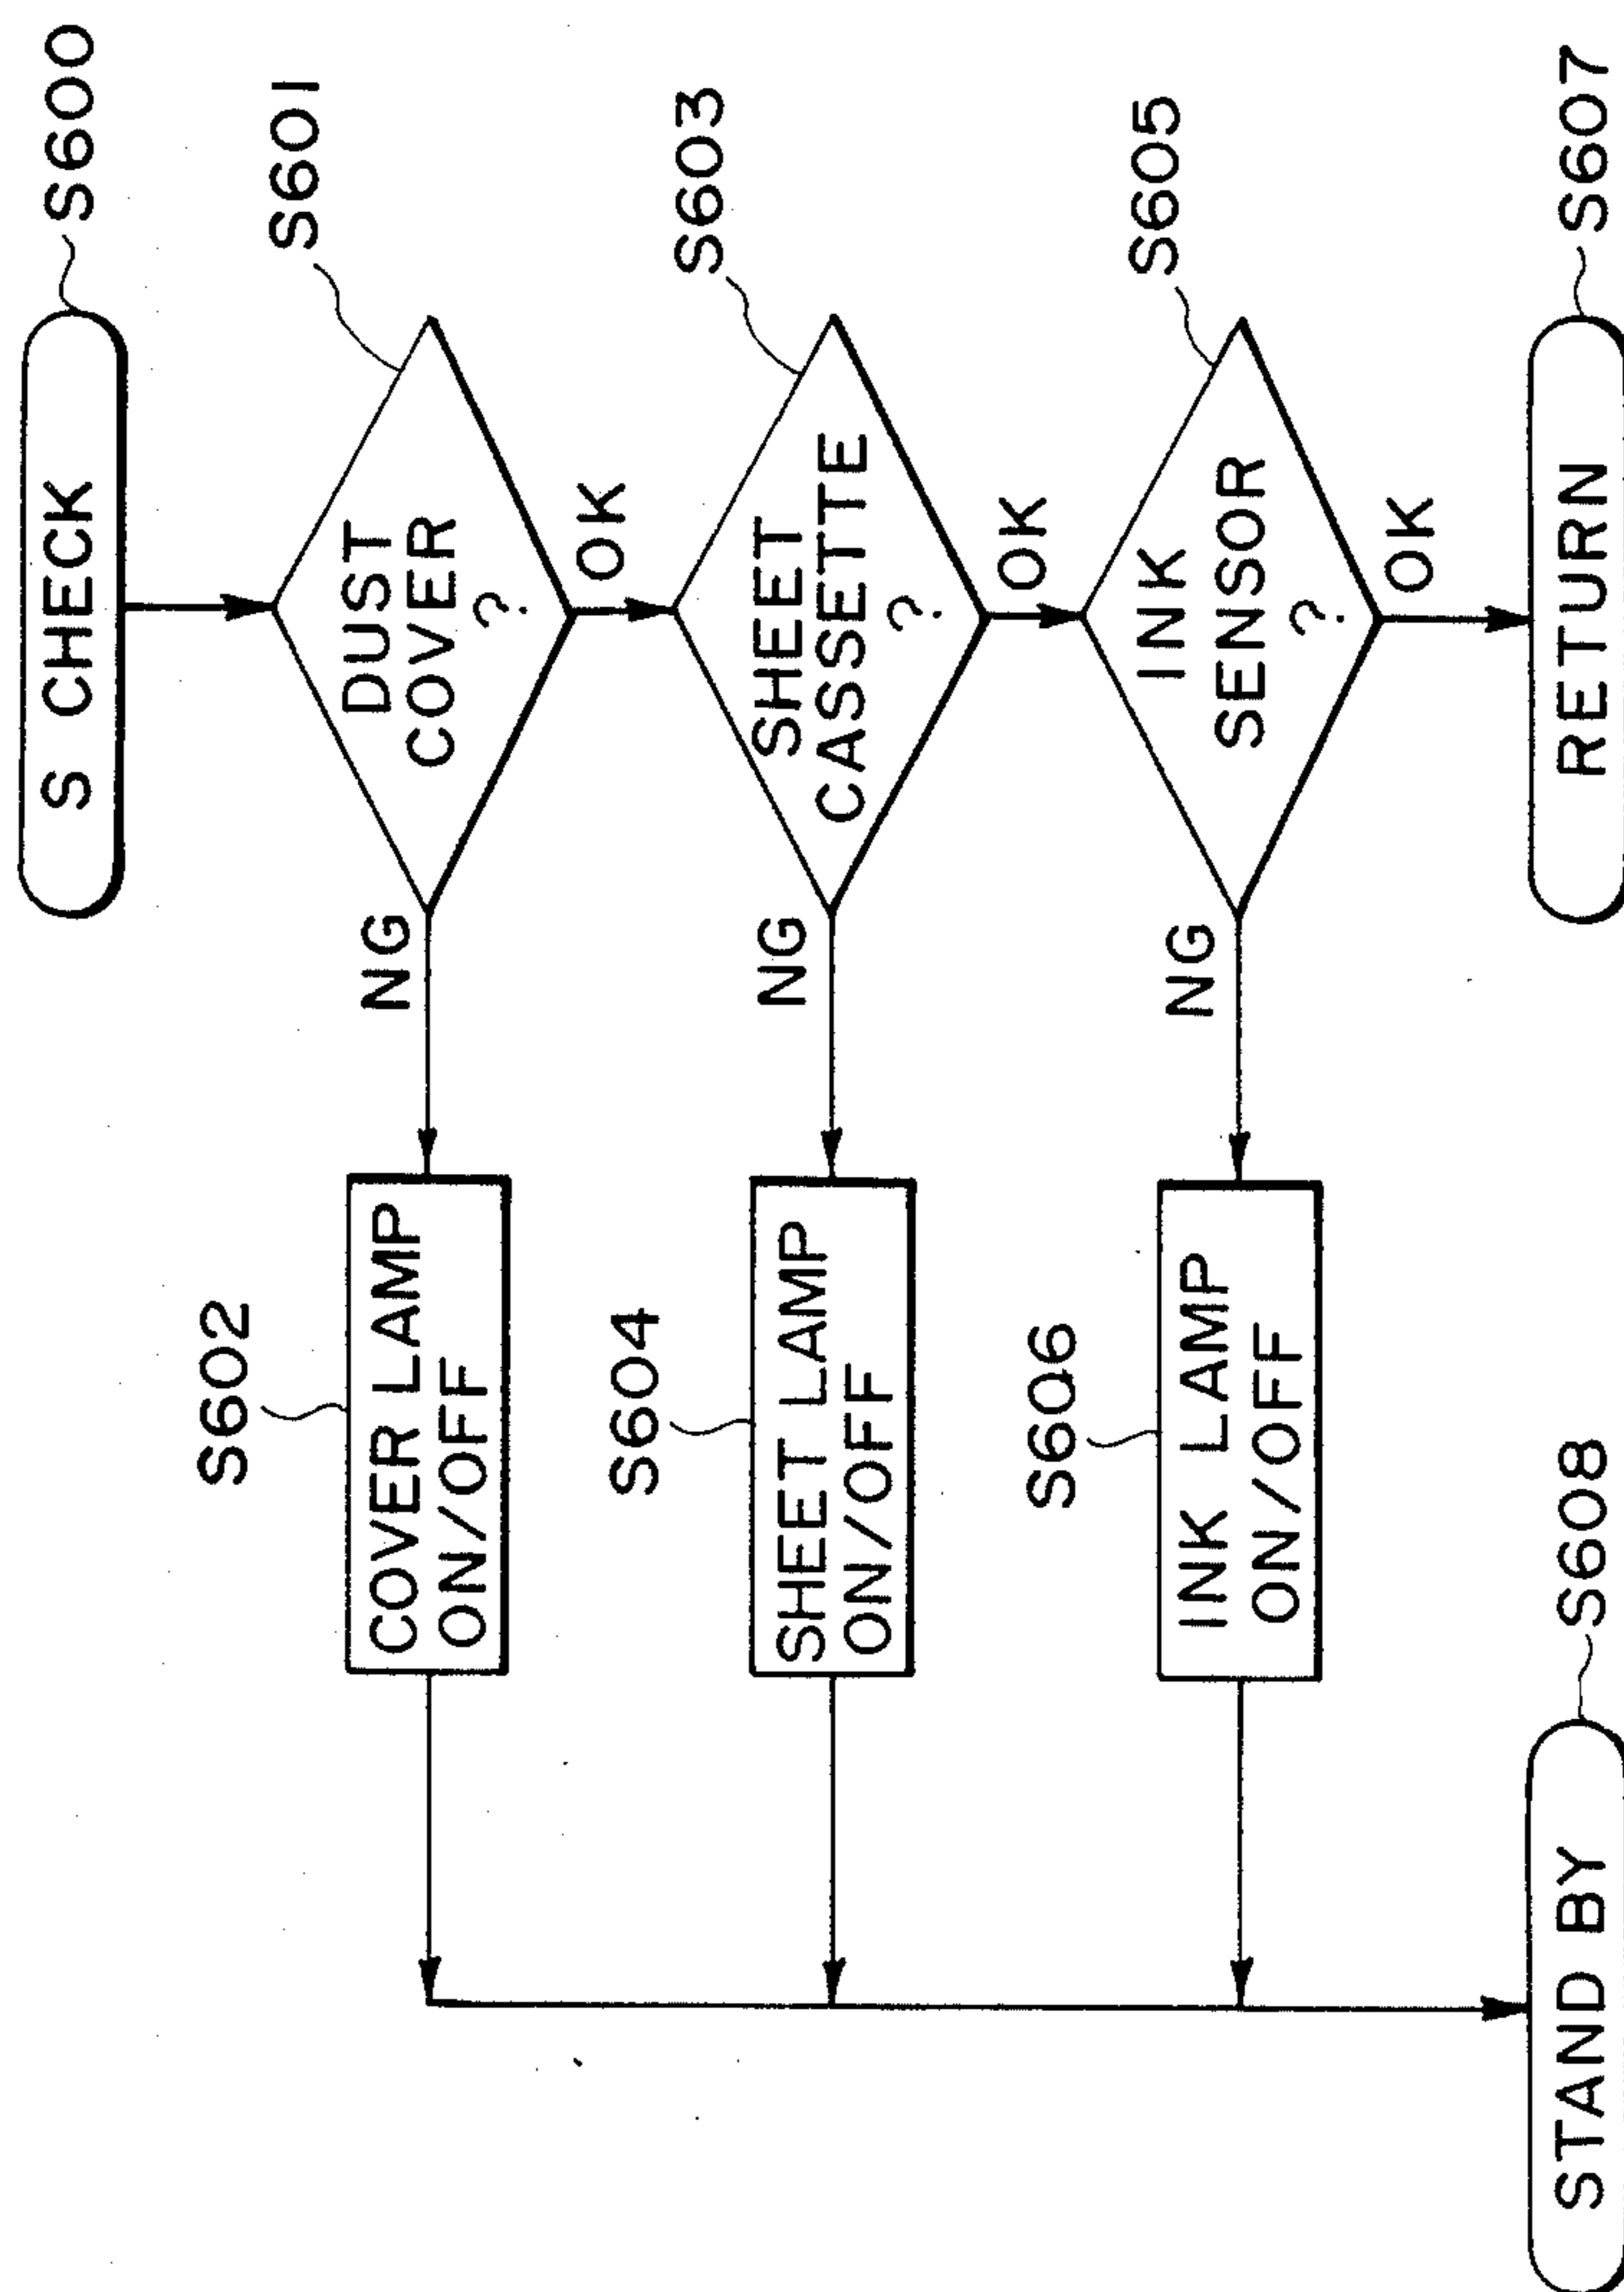 S CHECK
S600
S601
DUST
COVER
?
OK
NG
S602
COVER LAMP
ON/OFF
S603
SHEET
CASSETTE
?
OK
NG
S604
SHEET LAMP
ON/OFF
S605
INK
SENSOR
?
OK
NG
S606
INK LAMP
ON/OFF
STAND BY
S608
RETURN
S607